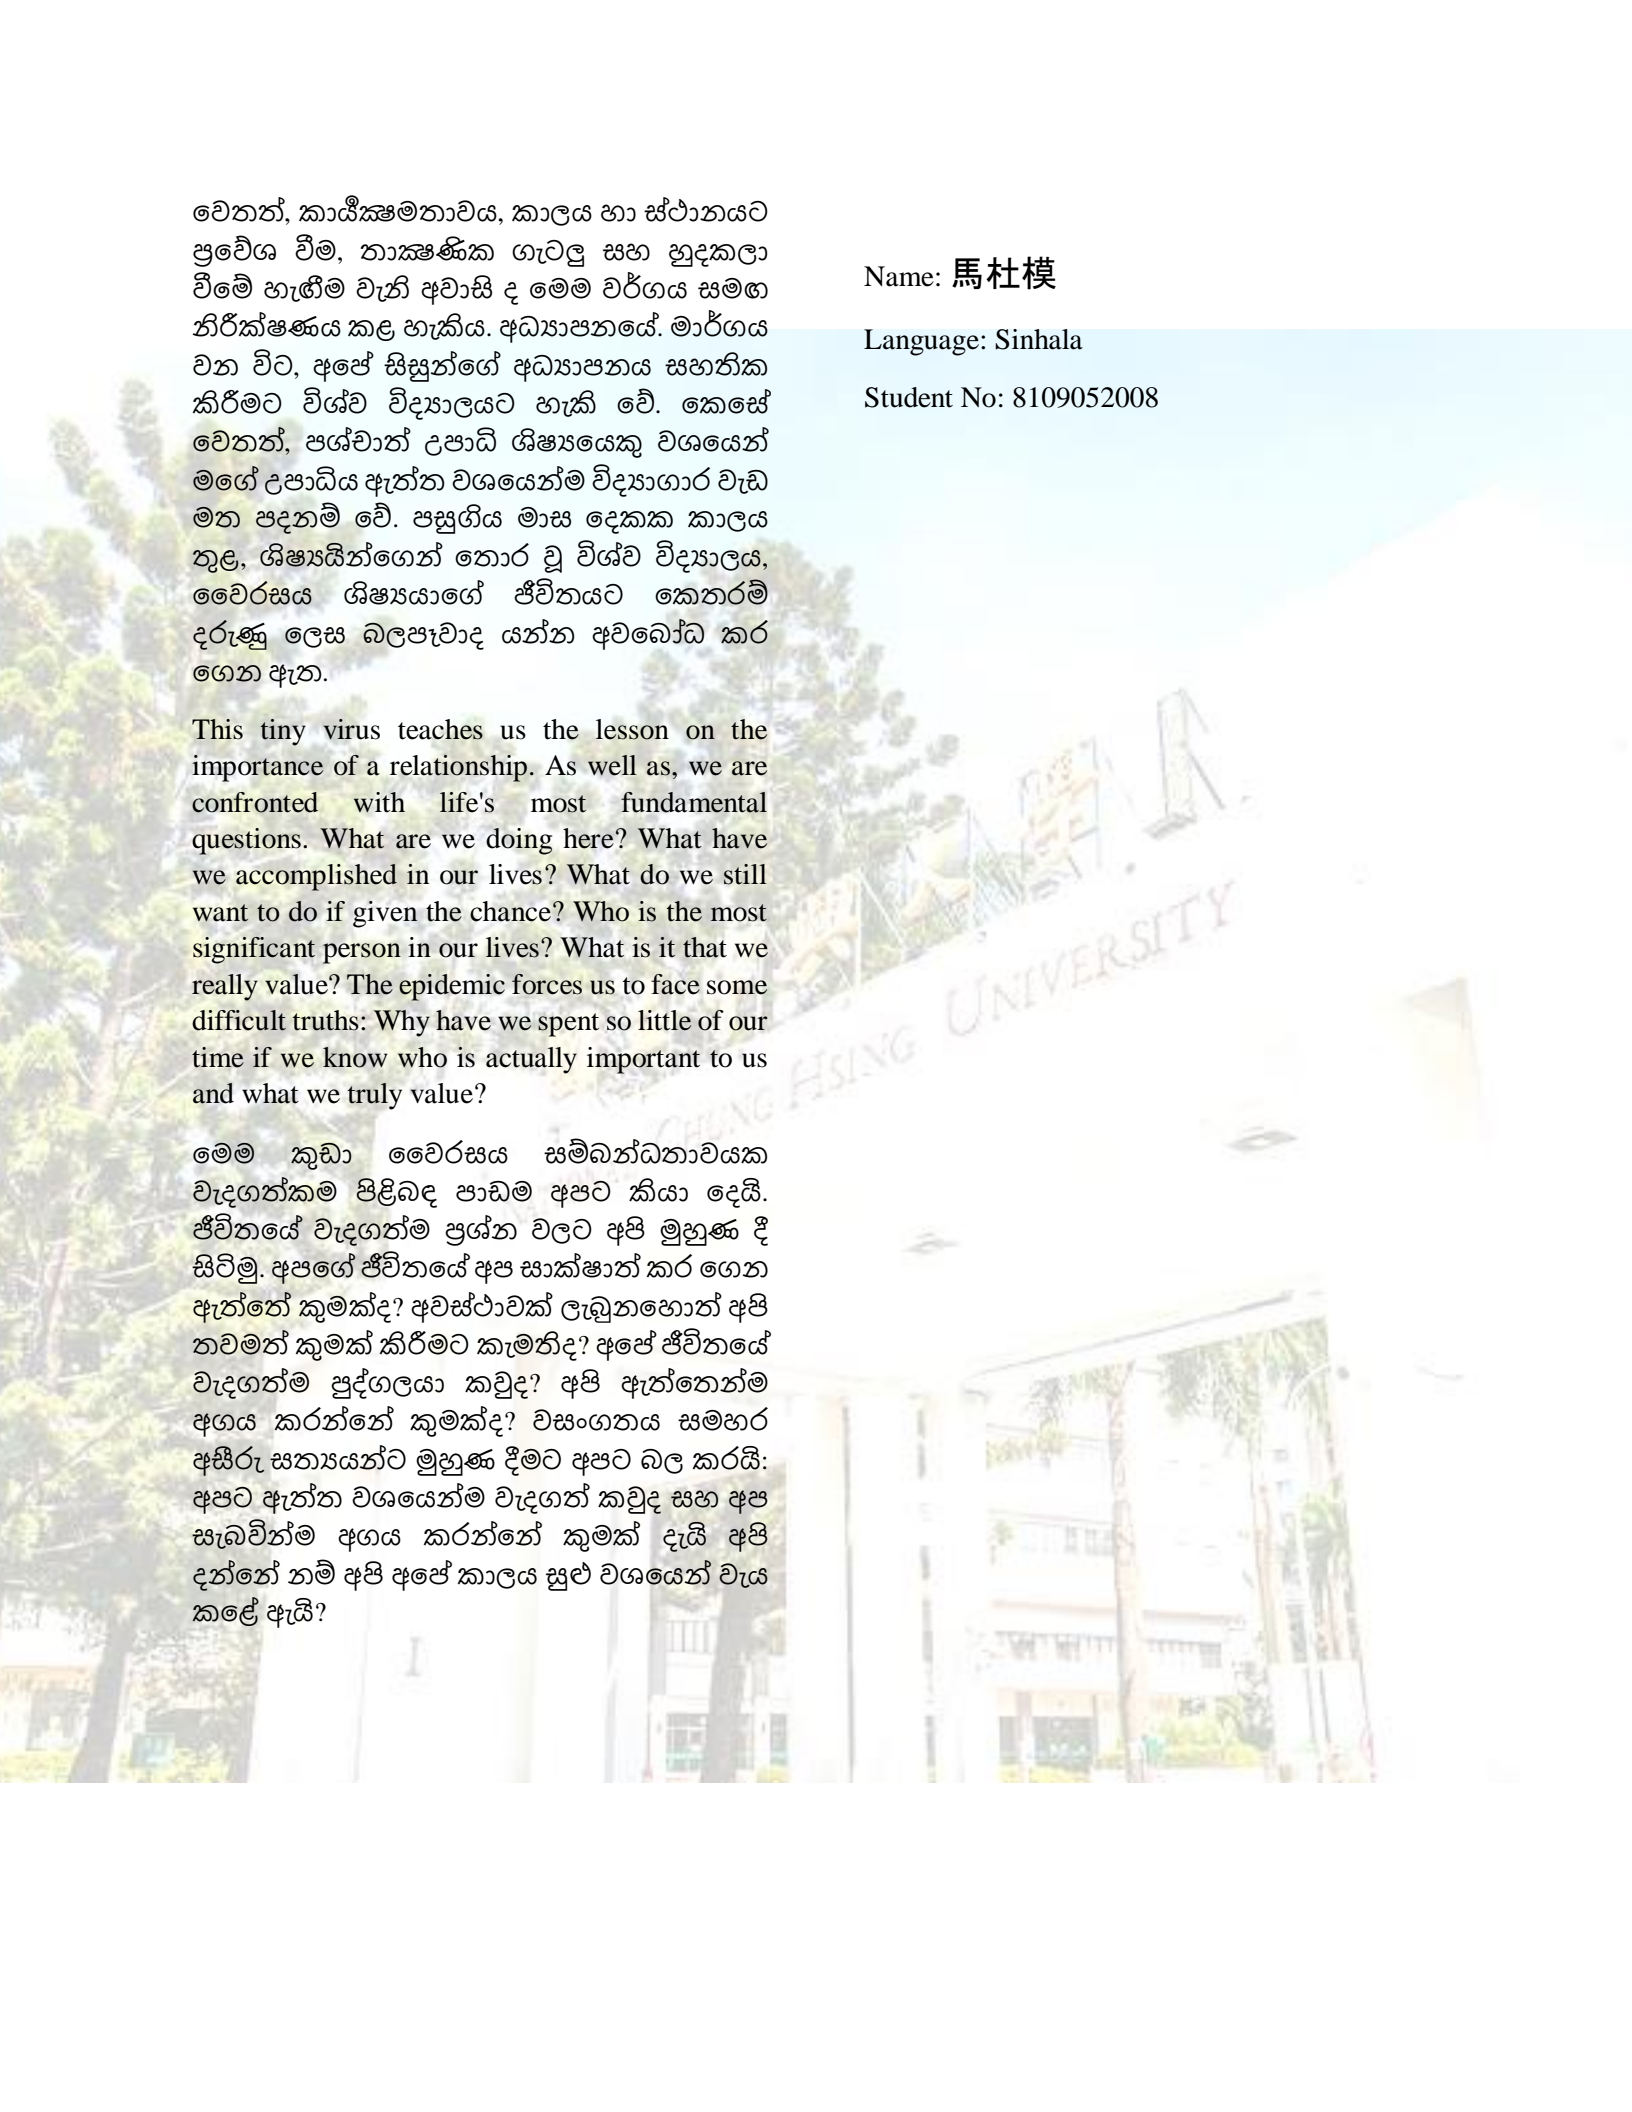 වෙතත්, කාර්‍යක්‍ෂමතාවය, කාලය හා ස්ථානයට
ප්‍රවේශ වීම, තාක්‍ෂණික ගැටලු සහ හුදකලා
වීමේ හැඟීම වැනි අවාසි ද මෙම වර්ගය සමඟ
නිරීක්ෂණය කළ හැකිය. අධ්‍යාපනයේ. මාර්ගය
වන විට, අපේ සිසුන්ගේ අධ්‍යාපනය සහතික
කිරීමට විශ්ව විද්‍යාලයට හැකි වේ. කෙසේ
වෙතත්, පශ්චාත් උපාධි ශිෂ්‍යයෙකු වශයෙන්
මගේ උපාධිය ඇත්ත වශයෙන්ම විද්‍යාගාර වැඩ
මත පදනම් වේ. පසුගිය මාස දෙකක කාලය
තුළ, ශිෂ්‍යයින්ගෙන් තොර වූ විශ්ව විද්‍යාලය,
වෛරසය ශිෂ්‍යයාගේ ජීවිතයට කෙතරම්
දරුණු ලෙස බලපෑවාද යන්න අවබෝධ කර
ගෙන ඇත.
This tiny virus teaches us the lesson on the
importance of a relationship. As well as, we are
confronted with life's most fundamental
questions. What are we doing here? What have
we accomplished in our lives? What do we still
want to do if given the chance? Who is the most
significant person in our lives? What is it that we
really value? The epidemic forces us to face some
difficult truths: Why have we spent so little of our
time if we know who is actually important to us
and what we truly value?
මෙම කුඩා වෛරසය සම්බන්ධතාවයක
වැදගත්කම පිළිබඳ පාඩම අපට කියා දෙයි.
ජීවිතයේ වැදගත්ම ප්‍රශ්න වලට අපි මුහුණ දී
සිටිමු. අපගේ ජීවිතයේ අප සාක්ෂාත් කර ගෙන
ඇත්තේ කුමක්ද? අවස්ථාවක් ලැබුනහොත් අපි
තවමත් කුමක් කිරීමට කැමතිද? අපේ ජීවිතයේ
වැදගත්ම පුද්ගලයා කවුද? අපි ඇත්තෙන්ම
අගය කරන්නේ කුමක්ද? වසංගතය සමහර
අසීරු සත්‍යයන්ට මුහුණ දීමට අපට බල කරයි:
අපට ඇත්ත වශයෙන්ම වැදගත් කවුද සහ අප
සැබවින්ම අගය කරන්නේ කුමක් දැයි අපි
දන්නේ නම් අපි අපේ කාලය සුළු වශයෙන් වැය
කළේ ඇයි?
Name: 馬杜模
Language: Sinhala
Student No: 8109052008
NATIONAL CHUNG HSING UNIVERSITY